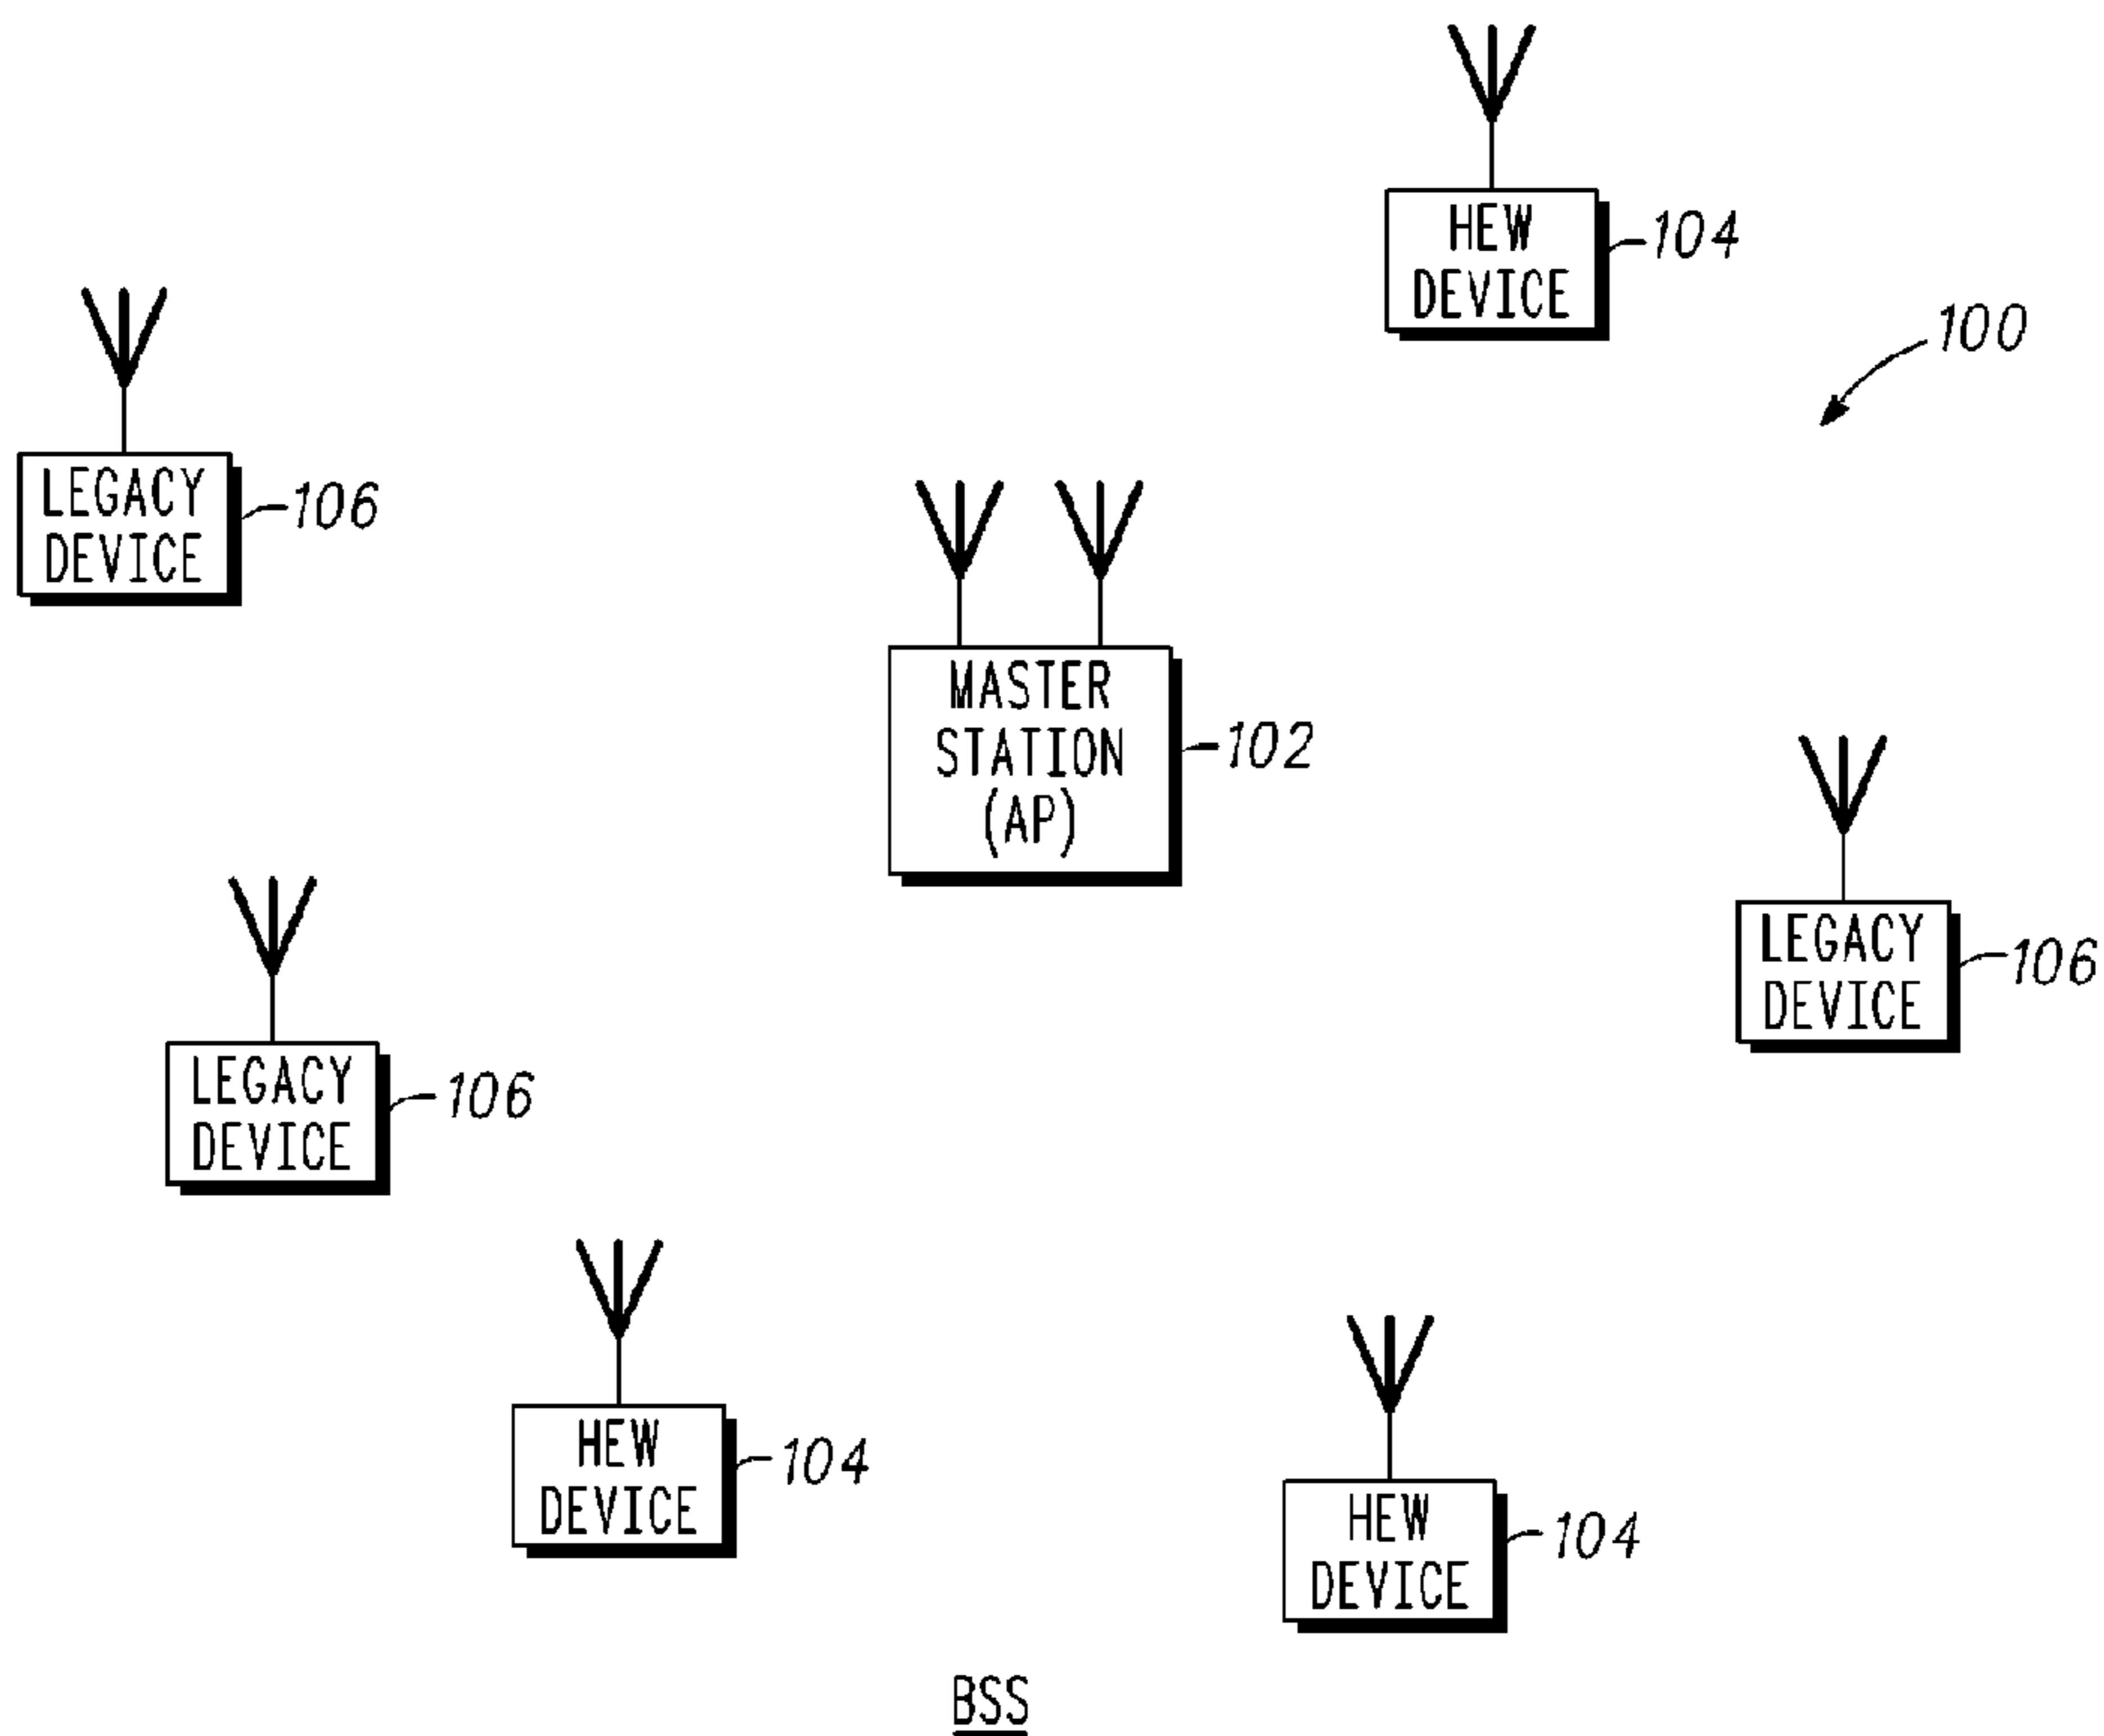 HEW
DEVICE
104
100
LEGACY
DEVICE
106
MASTER
STATION
(AP)
102
LEGACY
DEVICE
106
LEGACY
DEVICE
106
HEW
DEVICE
104
HEW
DEVICE
104
BSS